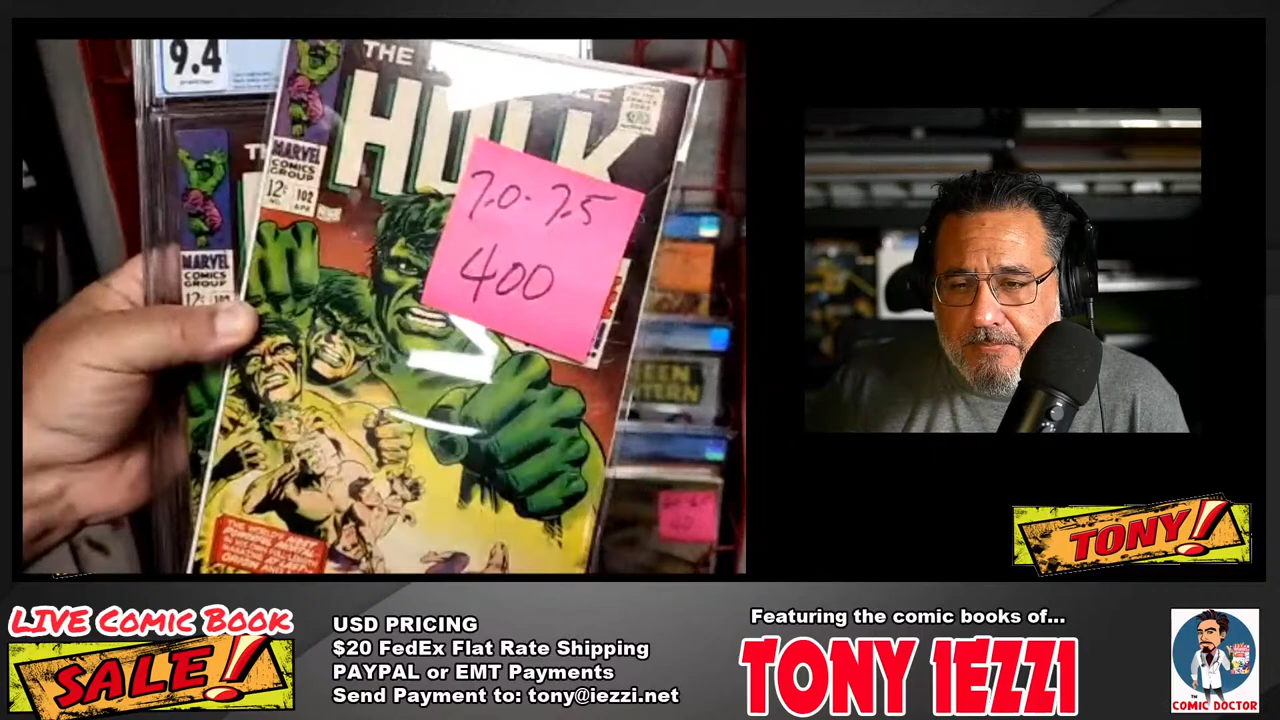 9.4
THE
HULK
MARVEL
COMICS
GROUP
12¢
102
APR
7.0-7.5
400
MARVEL
COMICS
GROUP
12¢
TONY!
LIVE COMIC BOOK
SALE!
USD PRICING
$20 FedEx Flat Rate Shipping
PAYPAL or EMT Payments
Send Payment to: tony@iezzi.net
Featuring the comic books of...
TONY IEZZI
THE
COMIC DOCTOR